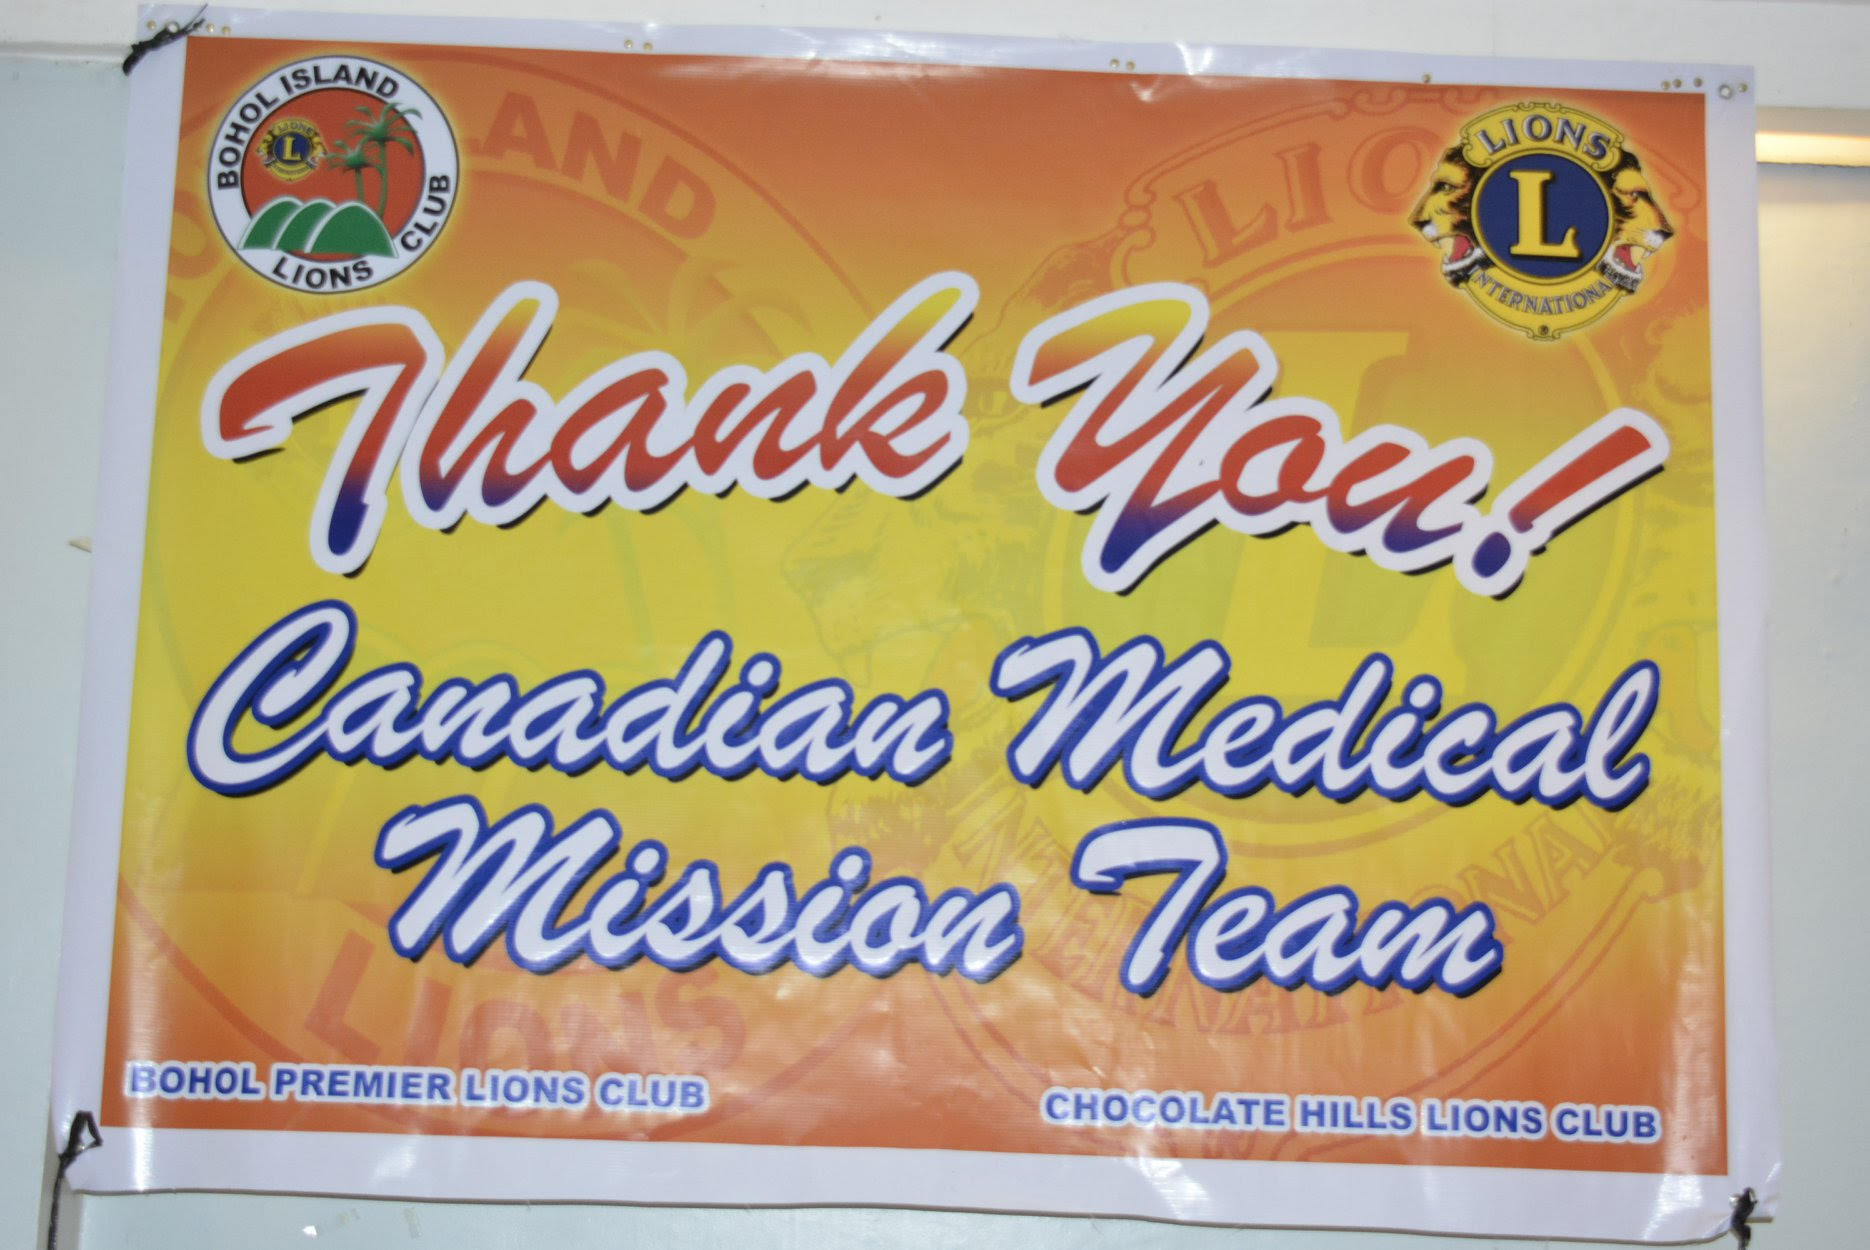 BOHOL ISLAND
LIONS CLUB
LIONS
L
LIONS
L
INTERNATIONAL
Thank You!
Canadian Medical
Mission Team
BOHOL PREMIER LIONS CLUB
CHOCOLATE HILLS LIONS CLUB